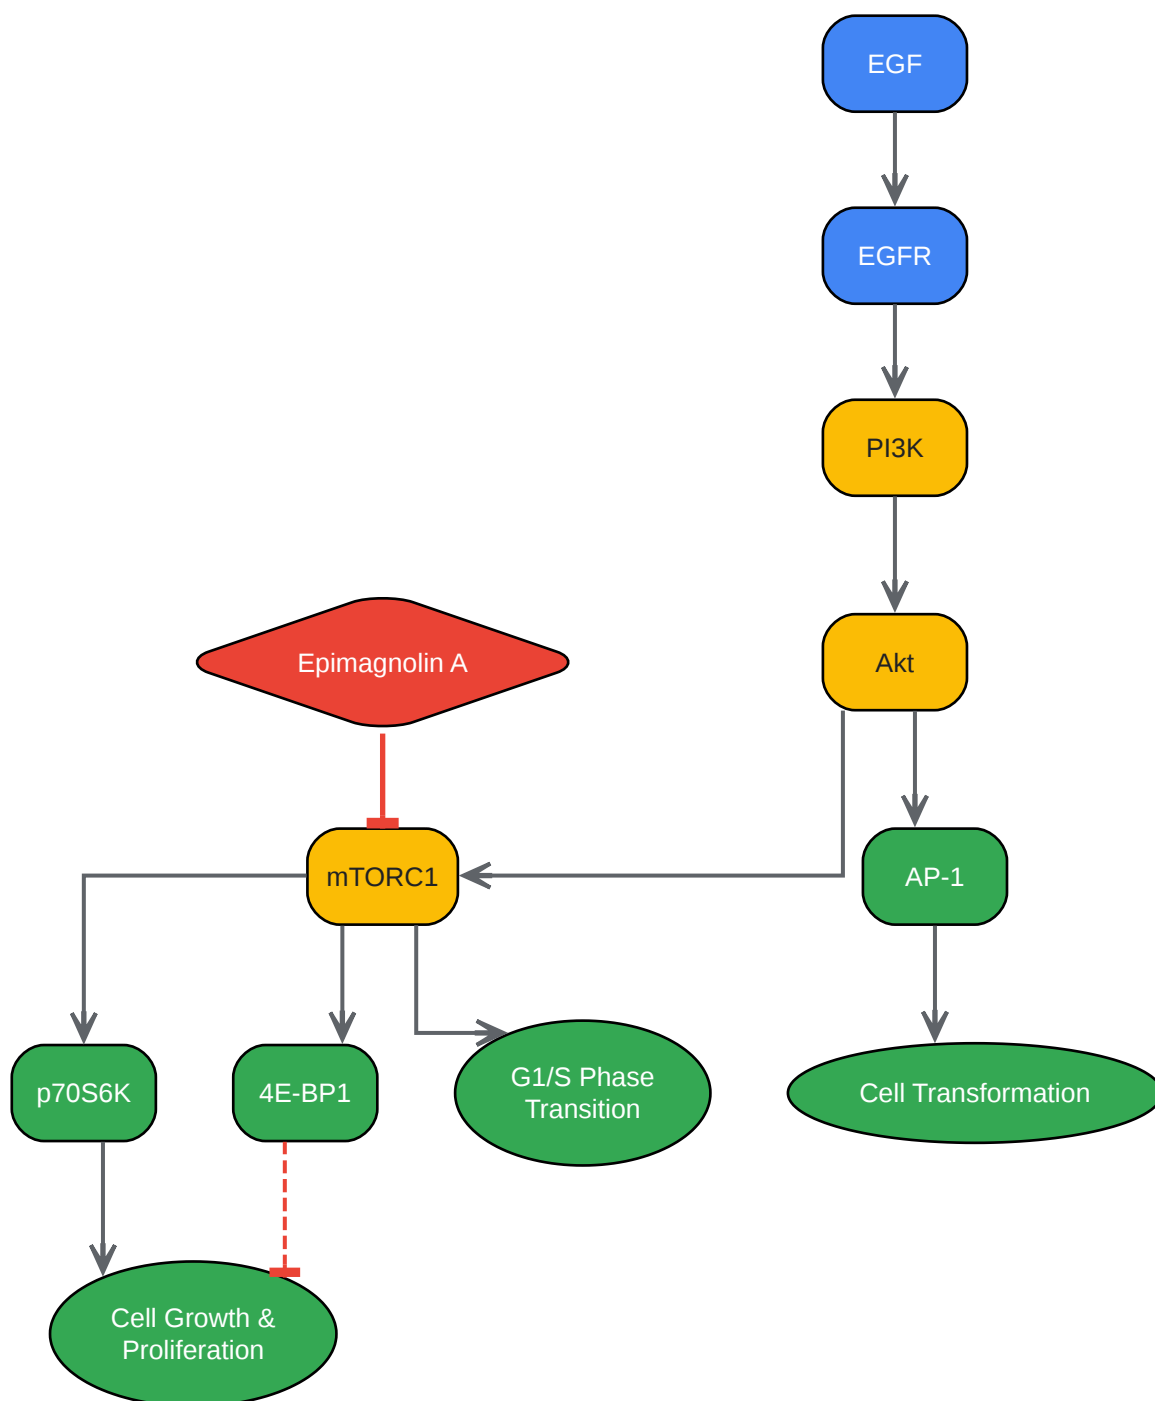 EGF
EGFR
PI3K
Epimagnolin A
Akt
mTORC1
AP-1
p70S6K
4E-BP1
G1/S Phase
Transition
Cell Transformation
Cell Growth &
Proliferation